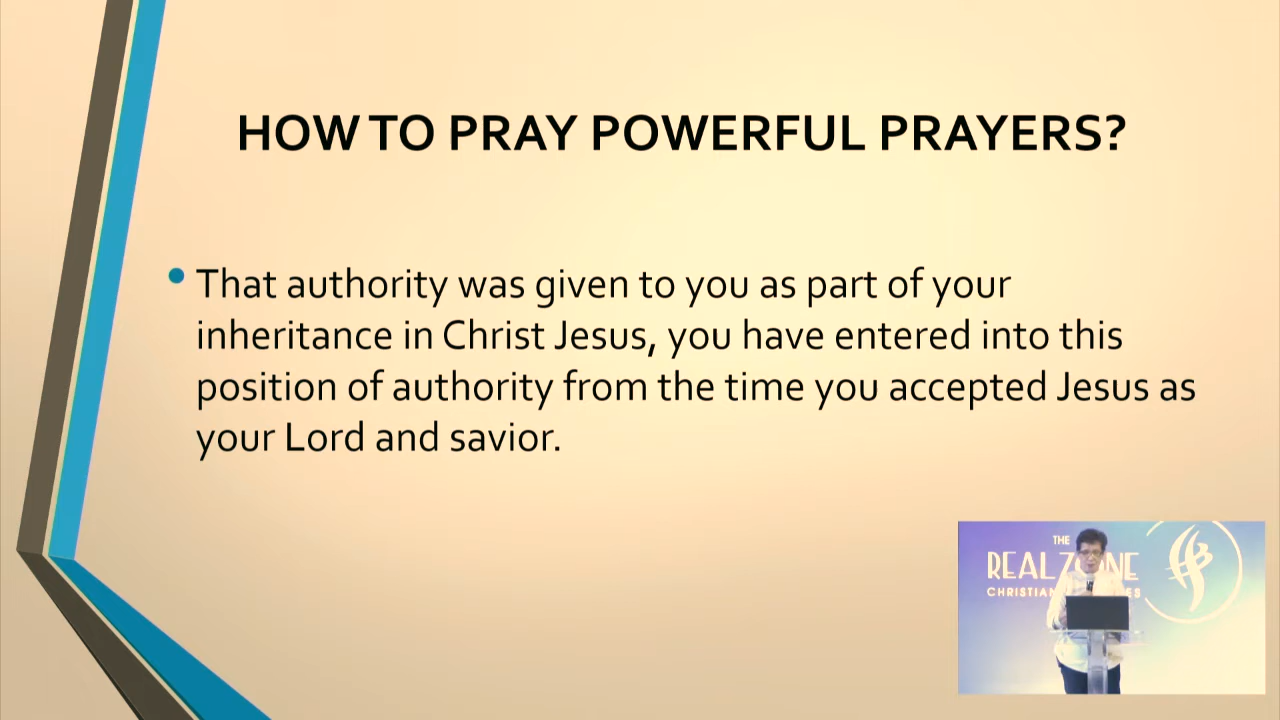 HOW TO PRAY POWERFUL PRAYERS?
• That authority was given to you as part of your
inheritance in Christ Jesus, you have entered into this
position of authority from the time you accepted Jesus as
your Lord and savior.
THE
REAL
CHRISTIAN